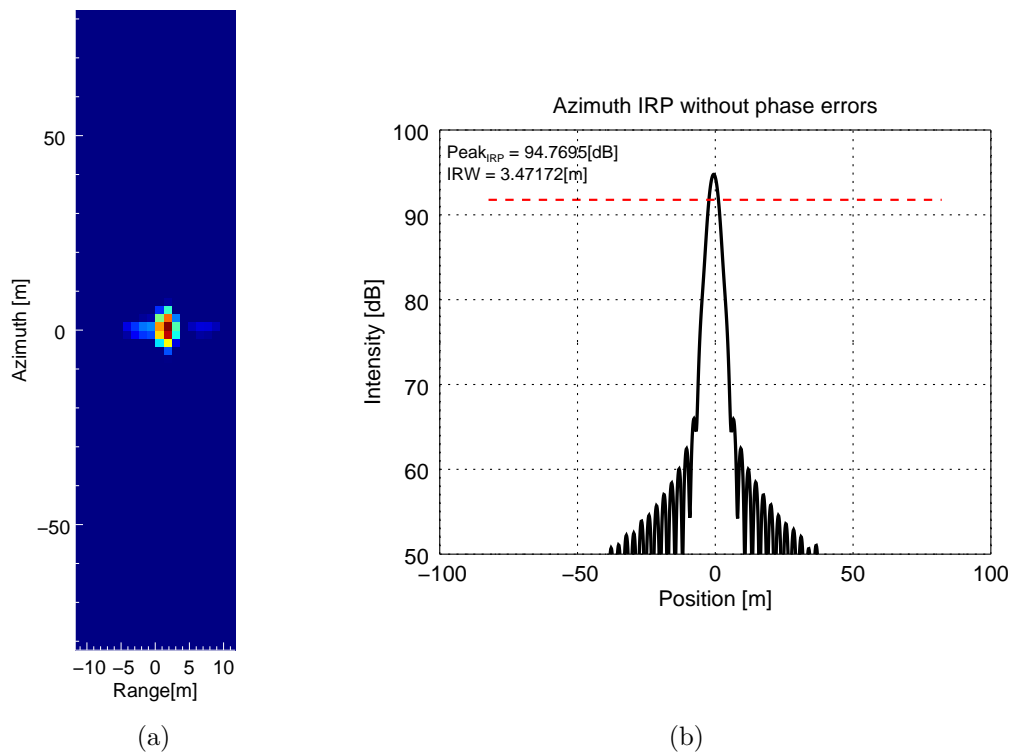 50
0
−50
Azimuth [m]
−10 −5 0 5 10
Range[m]
(a)
Azimuth IRP without phase errors
Peak_IRP = 94.7695[dB]
IRW = 3.47172[m]
100
90
80
70
60
50
Intensity [dB]
−100 −50 0 50 100
Position [m]
(b)